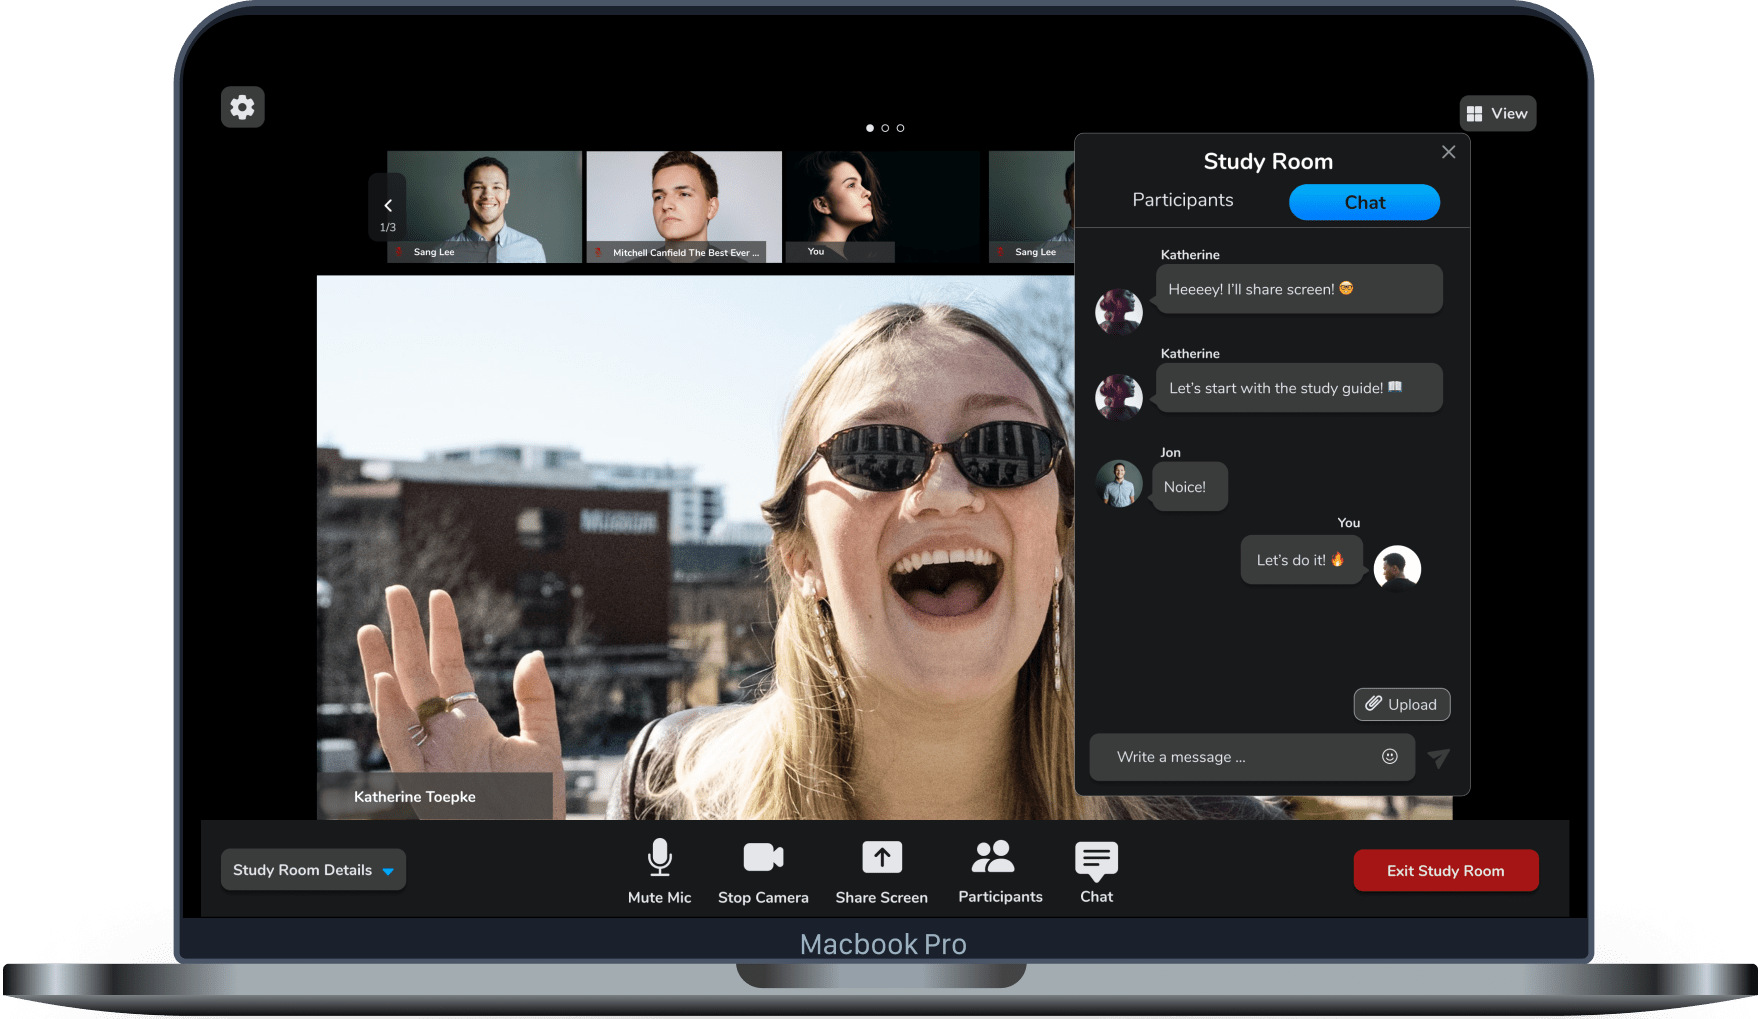 View
1/3
Sang Lee
Mitchell Canfield The Best Ever ...
You
Sang Lee
Study Room
Participants
Chat
Katherine
Heeeey! I'll share screen! 🤓
Katherine
Let's start with the study guide! 📖
Jon
Noice!
You
Let's do it! 🔥
Upload
Write a message ...
Museum
Katherine Toepke
Study Room Details
Mute Mic
Stop Camera
Share Screen
Participants
Chat
Exit Study Room
Macbook Pro